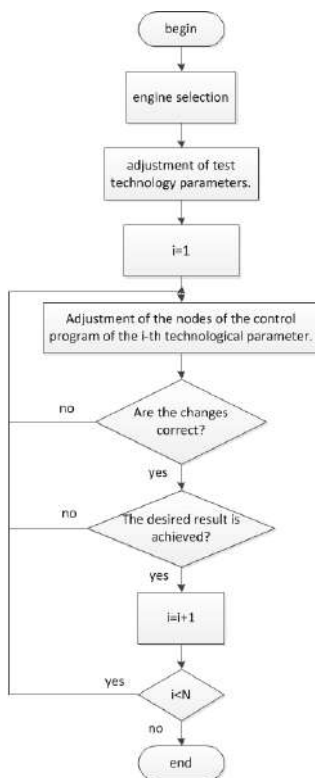 begin
engine selection
adjustment of test
technology parameters.
i=1
Adjustment of the nodes of the control
program of the i-th technological parameter.
no
Are the changes
correct?
yes
no
The desired result is
achieved?
yes
i=i+1
yes
i<N
no
end